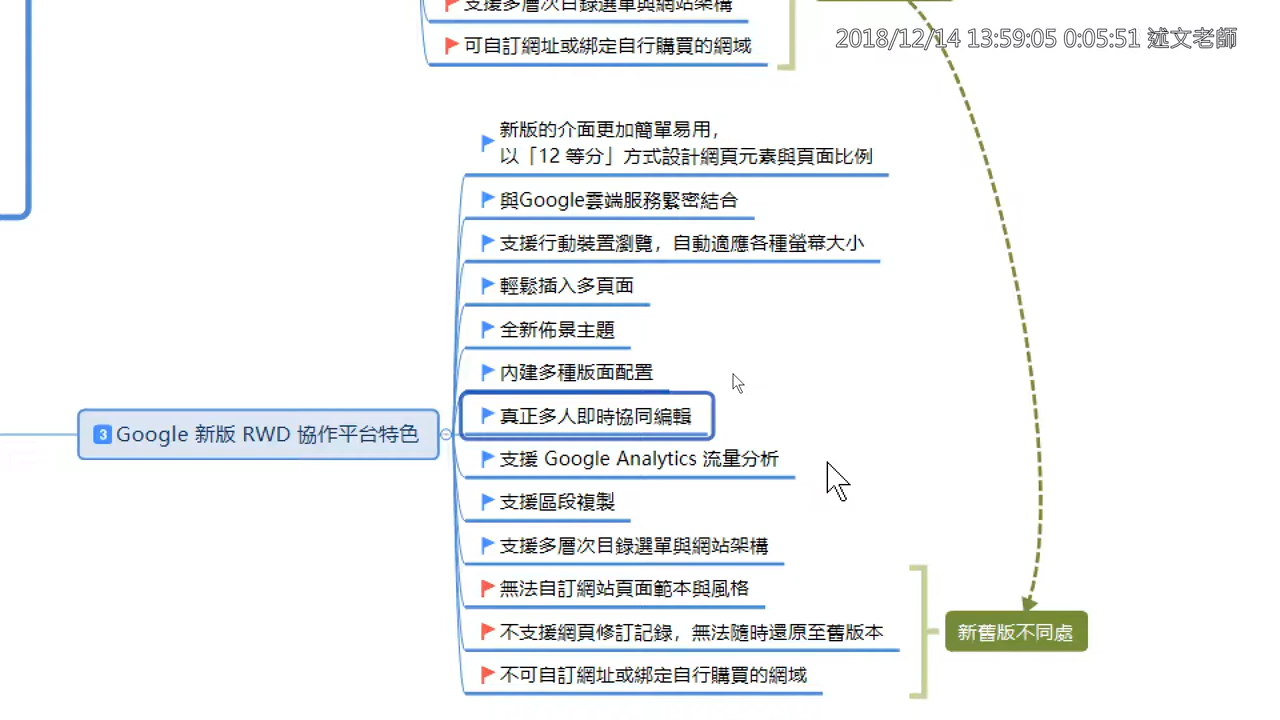 支援多層次目錄選單與網站架構
可自訂網址或綁定自行購買的網域
2018/12/14 13:59:05 0:05:51 述文老師
新版的介面更加簡單易用，
以「12 等分」方式設計網頁元素與頁面比例
與Google雲端服務緊密結合
支援行動裝置瀏覽，自動適應各種螢幕大小
輕鬆插入多頁面
全新佈景主題
內建多種版面配置
真正多人即時協同編輯
3 Google 新版 RWD 協作平台特色
支援 Google Analytics 流量分析
支援區段複製
支援多層次目錄選單與網站架構
無法自訂網站頁面範本與風格
不支援網頁修訂記錄，無法隨時還原至舊版本
新舊版不同處
不可自訂網址或綁定自行購買的網域